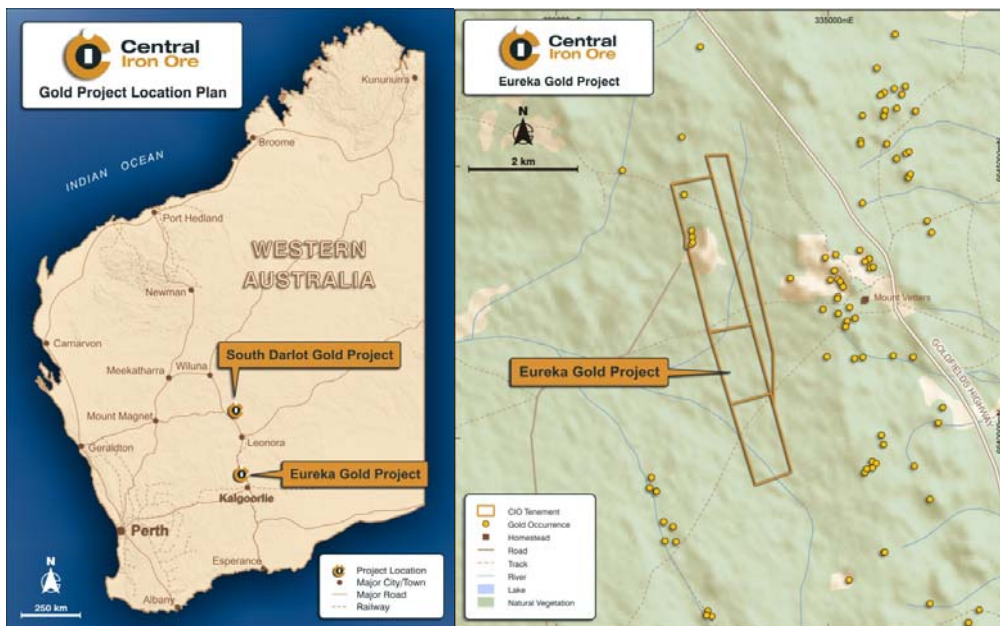 Central
Iron Ore
Gold Project Location Plan
INDIAN OCEAN
Kununurra
Broome
Port Hedland
WESTERN
AUSTRALIA
Newman
Carnarvon
South Darlot Gold Project
Meekatharra
Wiluna
Mount Magnet
Leonora
Geraldton
Eureka Gold Project
Kalgoorlie
Perth
Esperance
Albany
N
250 km
Project Location
Major City/Town
Major Road
Railway
Central
Iron Ore
Eureka Gold Project
335000mE
N
2 km
Mount Vetters
GOLDFIELDS HIGHWAY
Eureka Gold Project
CIO Tenement
Gold Occurrence
Homestead
Road
Track
River
Lake
Natural Vegetation